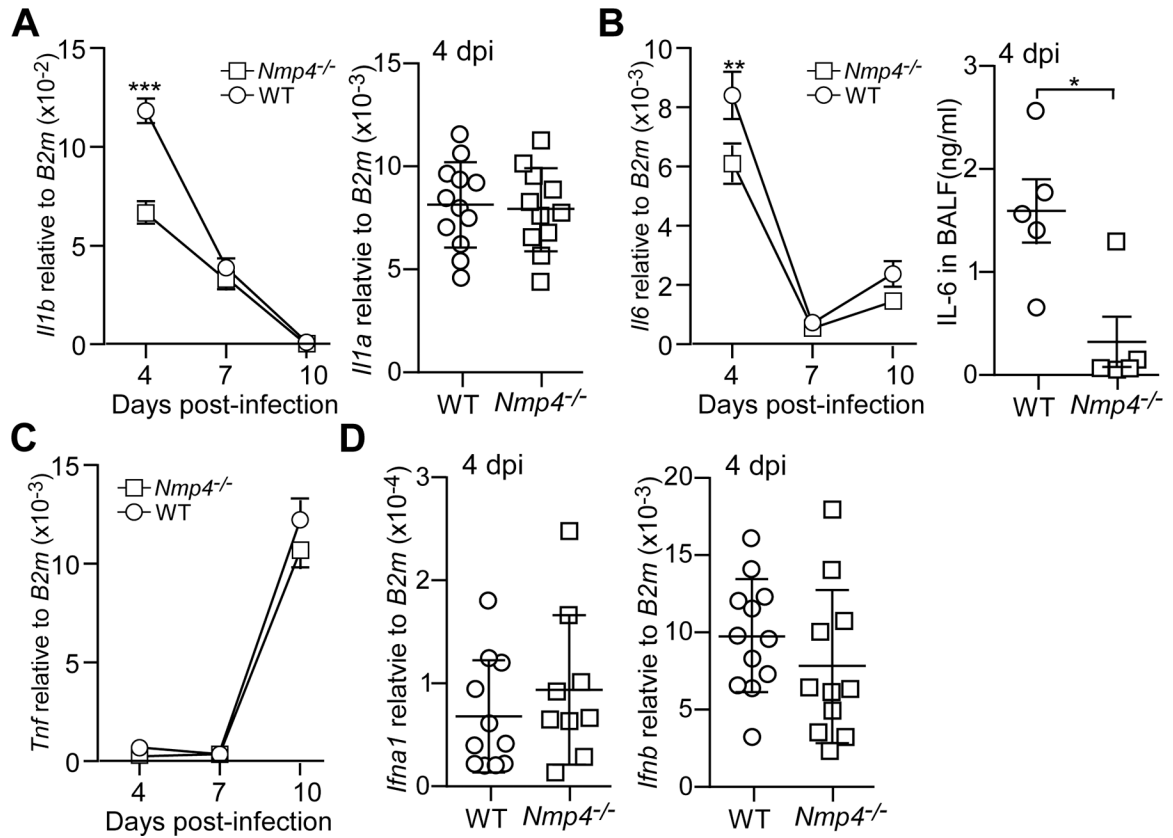 A
Il1b relative to B2m (x10-2)
15
10
5
0
***
Nmp4-/-
WT
4
7
10
Days post-infection
4 dpi
Il1a relatvie to B2m (x10-3)
15
10
5
0
WT
Nmp4-/-
B
Il6 relative to B2m (x10-3)
10
8
6
4
2
0
**
Nmp4-/-
WT
4
7
10
Days post-infection
4 dpi
*
IL-6 in BALF(ng/ml)
3
2
1
0
WT
Nmp4-/-
C
Tnf relative to B2m (x10-3)
15
10
5
0
Nmp4-/-
WT
4
7
10
Days post-infection
D
4 dpi
Ifna1 relatvie to B2m (x10-4)
3
2
1
0
WT
Nmp4-/-
4 dpi
Ifnb relatvie to B2m (x10-3)
20
15
10
5
0
WT
Nmp4-/-